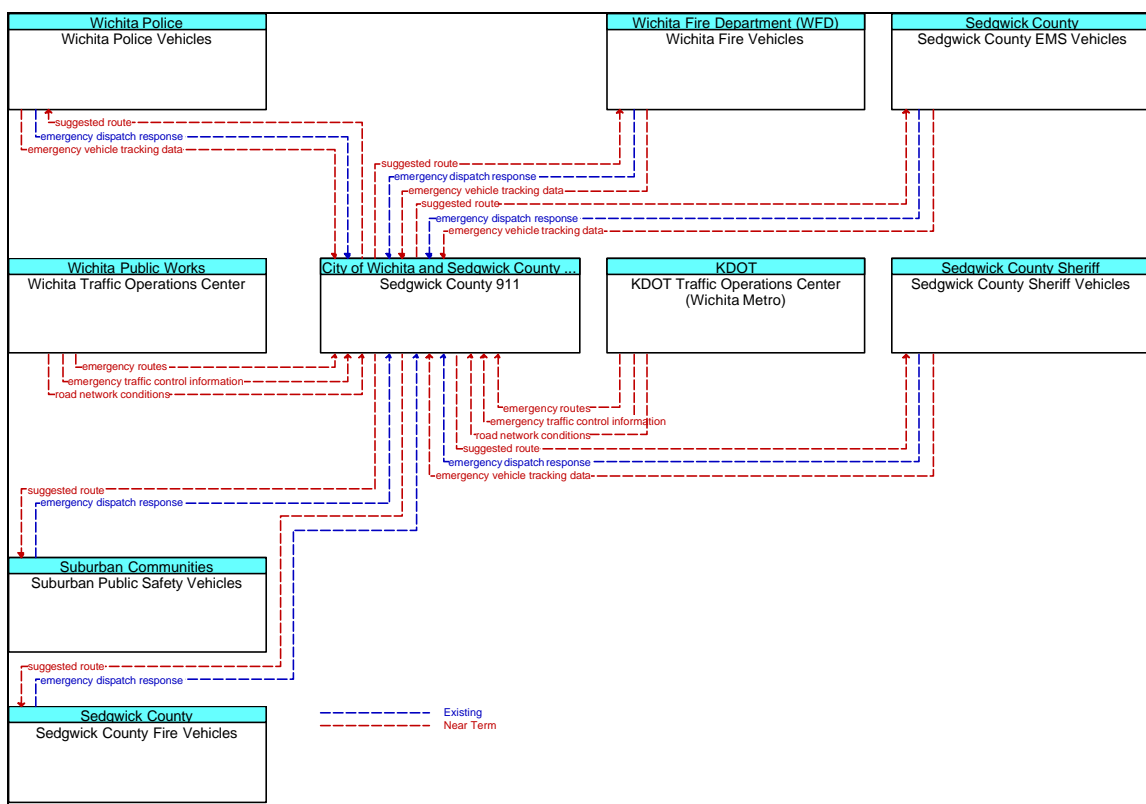 Wichita Police
Wichita Police Vehicles
Wichita Fire Department (WFD)
Wichita Fire Vehicles
Sedgwick County
Sedgwick County EMS Vehicles
suggested route
emergency dispatch response
emergency vehicle tracking data
suggested route
emergency dispatch response
emergency vehicle tracking data
suggested route
emergency dispatch response
emergency vehicle tracking data
Wichita Public Works
Wichita Traffic Operations Center
City of Wichita and Sedgwick County ...
Sedgwick County 911
KDOT
KDOT Traffic Operations Center
(Wichita Metro)
Sedgwick County Sheriff
Sedgwick County Sheriff Vehicles
emergency routes
emergency traffic control information
road network conditions
emergency routes
emergency traffic control information
road network conditions
suggested route
emergency dispatch response
emergency vehicle tracking data
suggested route
emergency dispatch response
Suburban Communities
Suburban Public Safety Vehicles
suggested route
emergency dispatch response
Sedgwick County
Sedgwick County Fire Vehicles
Existing
Near Term